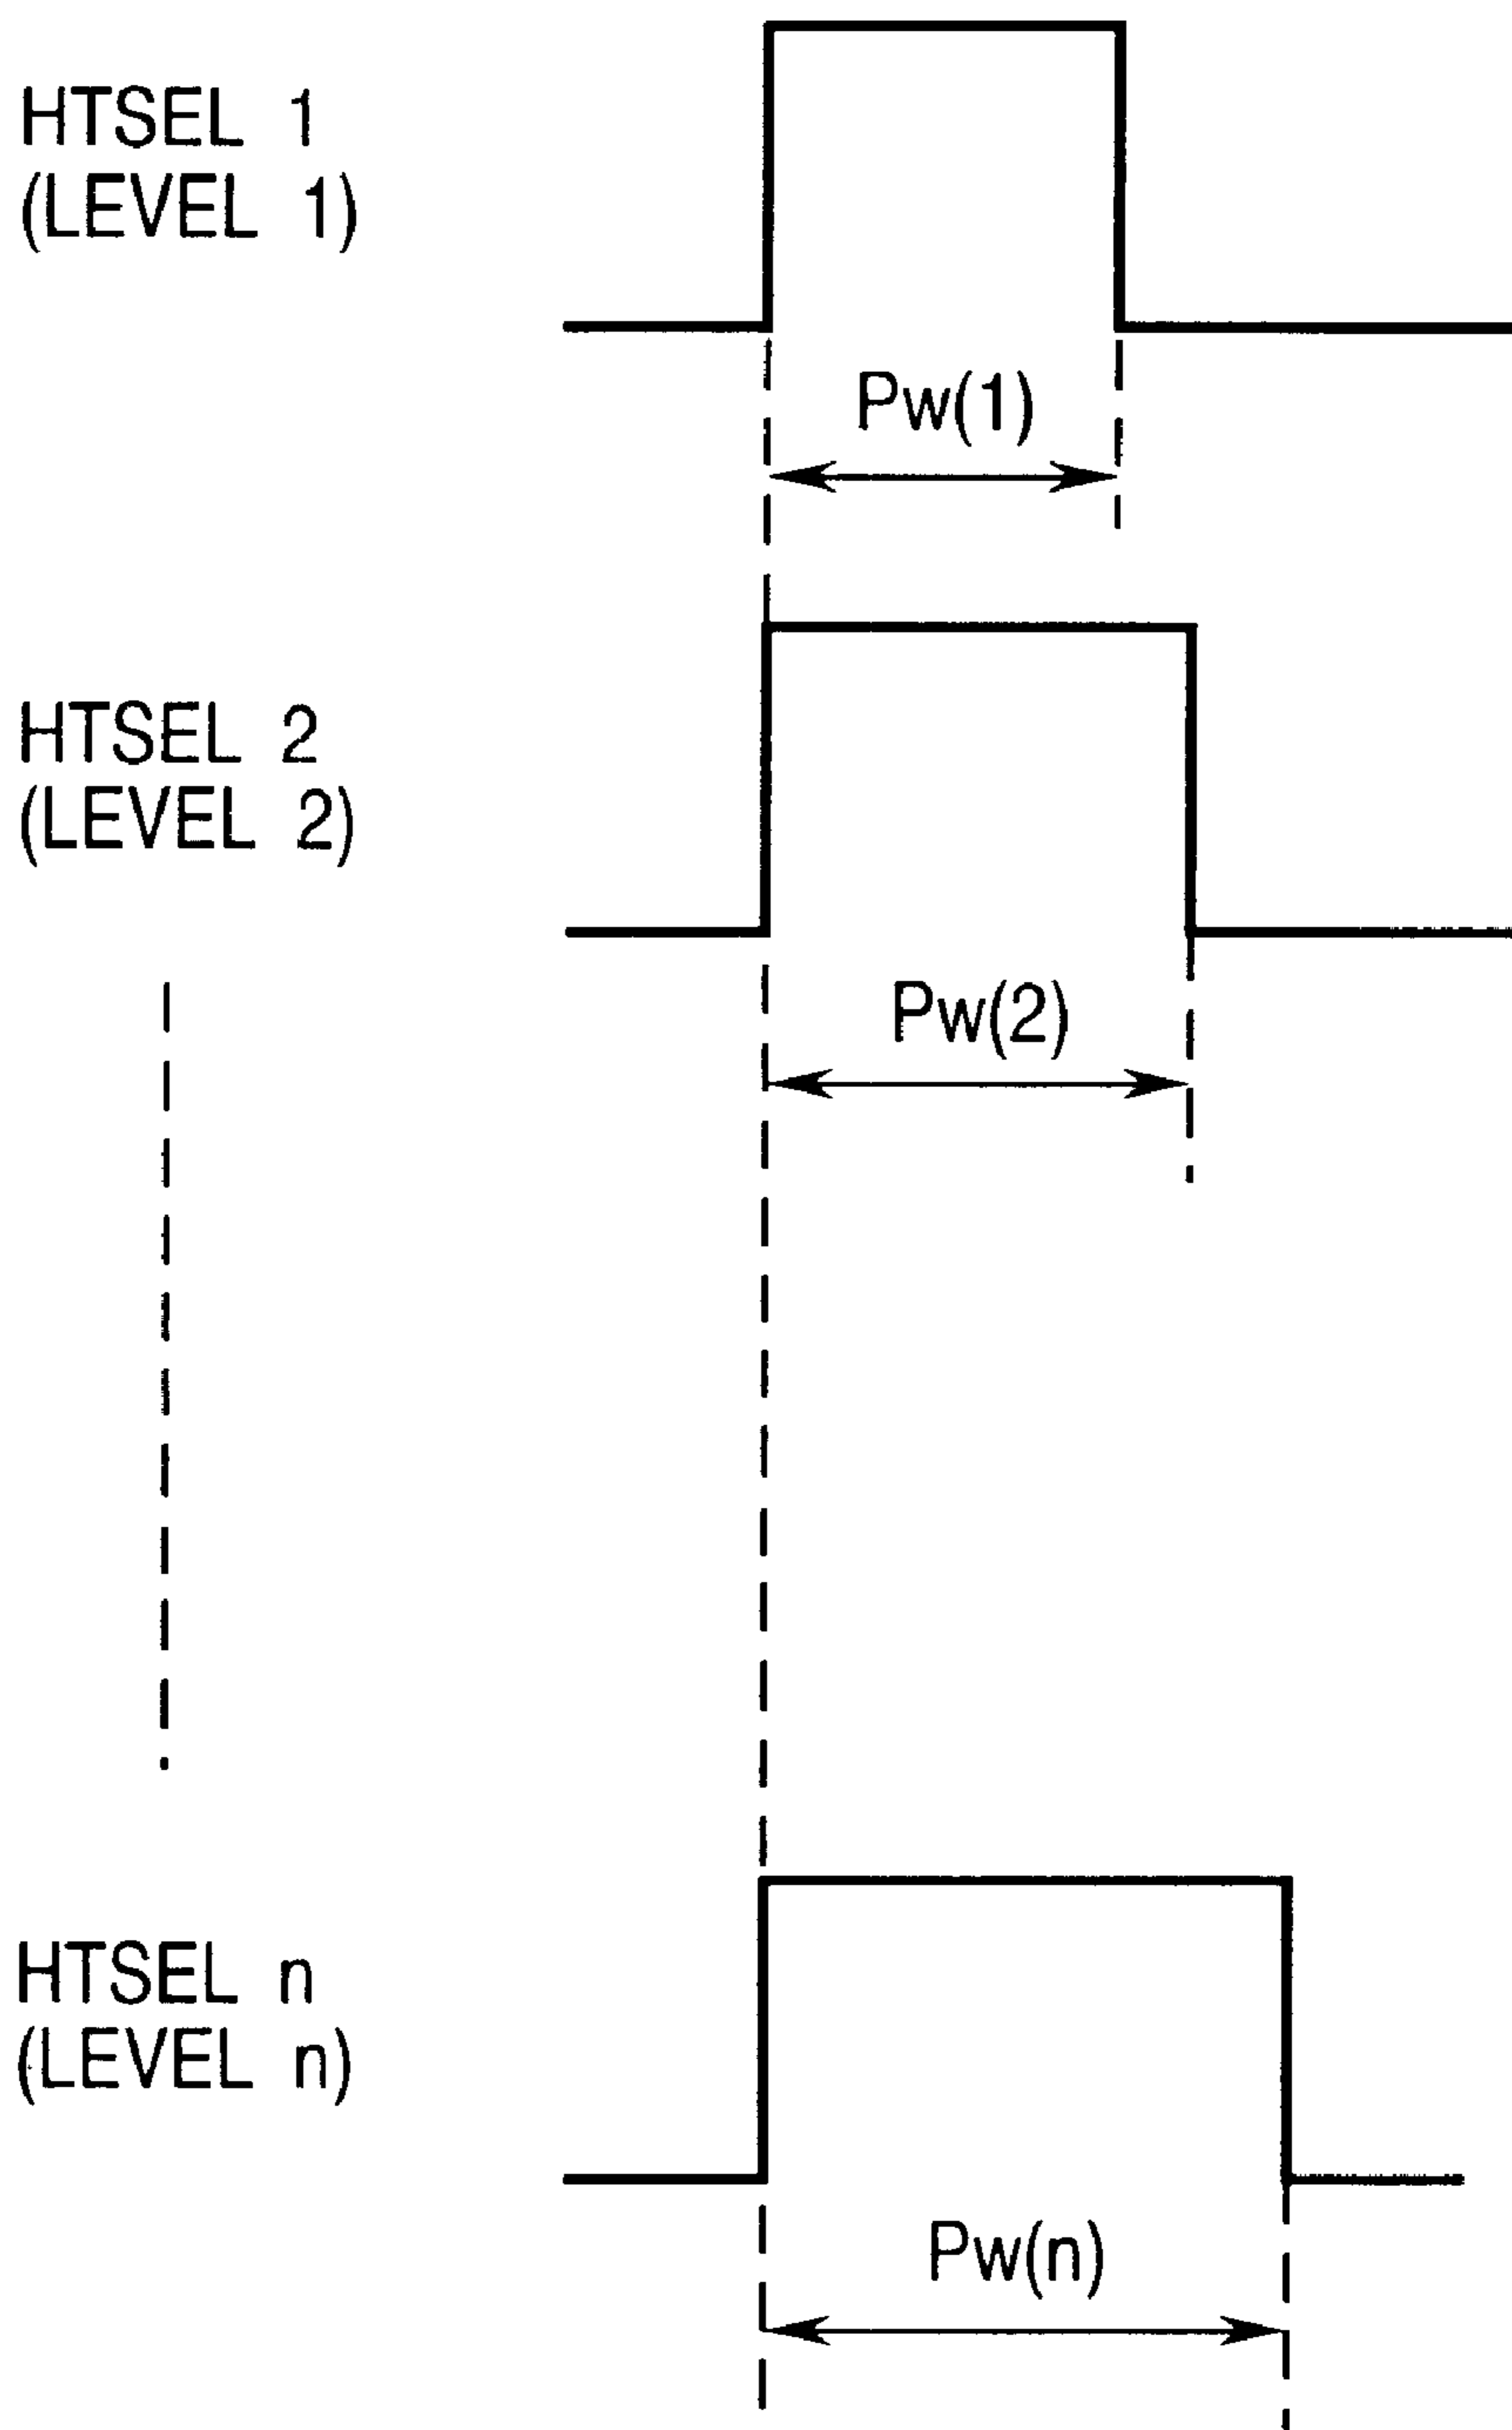 HTSEL 1
(LEVEL 1)
Pw(1)
HTSEL 2
(LEVEL 2)
Pw(2)
HTSEL n
(LEVEL n)
Pw(n)